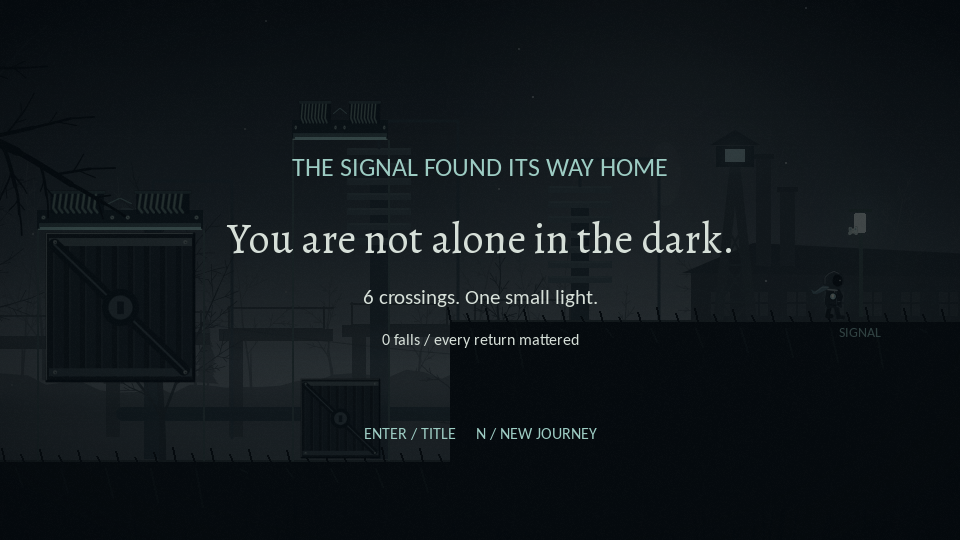 THE SIGNAL FOUND ITS WAY HOME
You are not alone in the dark.
6 crossings. One small light.
SIGNAL
0 falls / every return mattered
ENTER / TITLE N / NEW JOURNEY